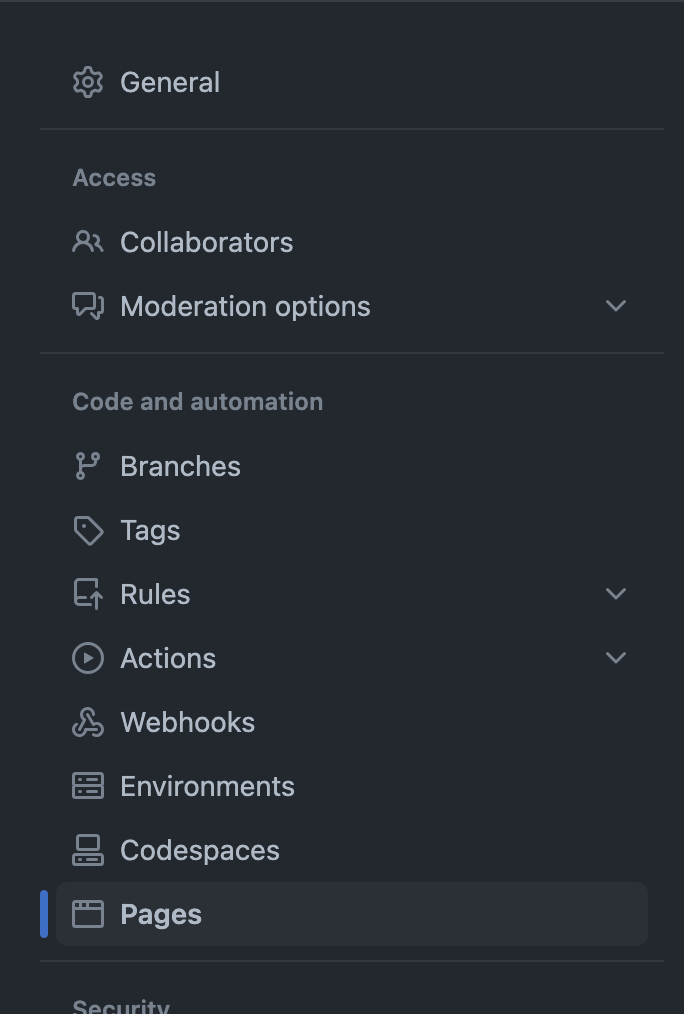 General
Access
Collaborators
Moderation options
Code and automation
Branches
Tags
Rules
Actions
Webhooks
Environments
Codespaces
Pages
Security